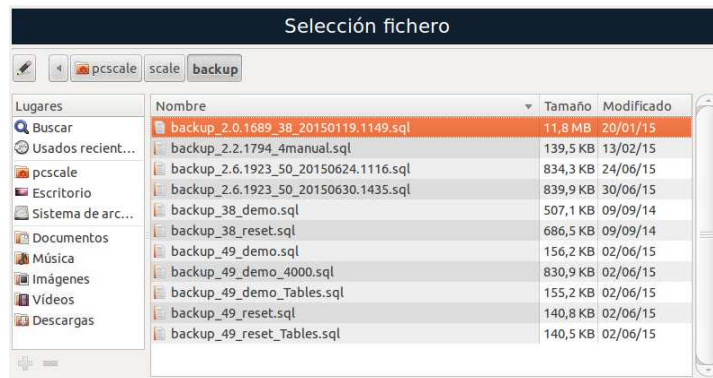 Selección fichero
pcscale scale backup
Lugares
Buscar
Usados recient...
pcscale
Escritorio
Sistema de arc...
Documentos
Música
Imágenes
Vídeos
Descargas
Nombre Tamaño Modificado
backup_2.0.1689_38_20150119.1149.sql 11,8 MB 20/01/15
backup_2.2.1794_4manual.sql 139,5 KB 13/02/15
backup_2.6.1923_50_20150624.1116.sql 834,3 KB 24/06/15
backup_2.6.1923_50_20150630.1435.sql 839,9 KB 30/06/15
backup_38_demo.sql 507,1 KB 09/09/14
backup_38_reset.sql 686,5 KB 09/09/14
backup_49_demo.sql 156,2 KB 02/06/15
backup_49_demo_4000.sql 830,9 KB 02/06/15
backup_49_demo_Tables.sql 155,2 KB 02/06/15
backup_49_reset.sql 140,8 KB 02/06/15
backup_49_reset_Tables.sql 140,5 KB 02/06/15